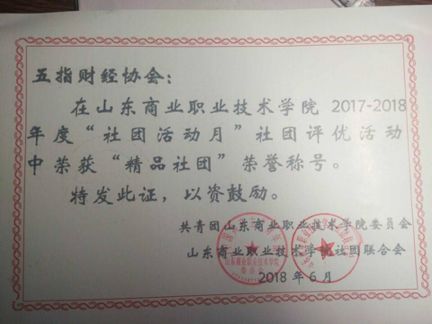 五指财经协会：
在山东商业职业技术学院 2017-2018
年度“社团活动月”社团评优活动
中荣获“精品社团”荣誉称号。
特发此证，以资鼓励。
共青团山东商业职业技术学院委员会
山东商业职业技术学院社团联合会
2018 年 6 月